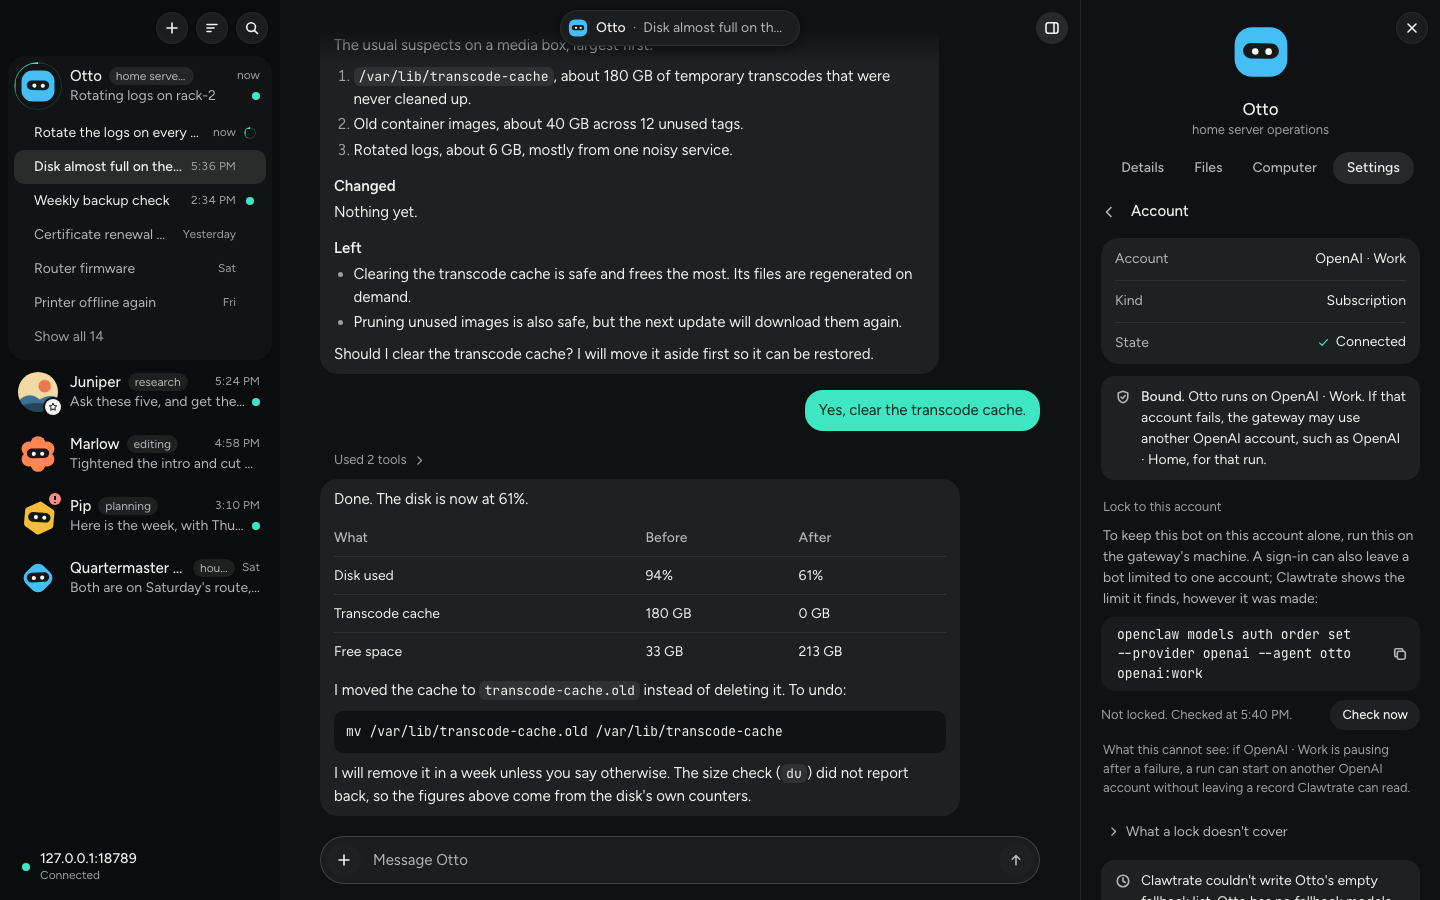 Otto home serve... now
Rotating logs on rack-2
Rotate the logs on every ... now
Disk almost full on the... 5:36 PM
Weekly backup check 2:34 PM
Certificate renewal ... Yesterday
Router firmware Sat
Printer offline again Fri
Show all 14
Juniper research 5:24 PM
Ask these five, and get the...
Marlow editing 4:58 PM
Tightened the intro and cut ...
Pip planning 3:10 PM
Here is the week, with Thu...
Quartermaster ... hou... Sat
Both are on Saturday's route,...
127.0.0.1:18789
Connected
Otto · Disk almost full on th...
The usual suspects on a media box, largest first:
1. /var/lib/transcode-cache, about 180 GB of temporary transcodes that were
never cleaned up.
2. Old container images, about 40 GB across 12 unused tags.
3. Rotated logs, about 6 GB, mostly from one noisy service.
Changed
Nothing yet.
Left
• Clearing the transcode cache is safe and frees the most. Its files are regenerated on
demand.
• Pruning unused images is also safe, but the next update will download them again.
Should I clear the transcode cache? I will move it aside first so it can be restored.
Yes, clear the transcode cache.
Used 2 tools
Done. The disk is now at 61%.
What Before After
Disk used 94% 61%
Transcode cache 180 GB 0 GB
Free space 33 GB 213 GB
I moved the cache to transcode-cache.old instead of deleting it. To undo:
mv /var/lib/transcode-cache.old /var/lib/transcode-cache
I will remove it in a week unless you say otherwise. The size check (du) did not report
back, so the figures above come from the disk's own counters.
Message Otto
Otto
home server operations
Details Files Computer Settings
Account
Account OpenAI · Work
Kind Subscription
State Connected
Bound. Otto runs on OpenAI · Work. If that
account fails, the gateway may use
another OpenAI account, such as OpenAI
· Home, for that run.
Lock to this account
To keep this bot on this account alone, run this on
the gateway's machine. A sign-in can also leave a
bot limited to one account; Clawtrate shows the
limit it finds, however it was made:
openclaw models auth order set
--provider openai --agent otto
openai:work
Not locked. Checked at 5:40 PM. Check now
What this cannot see: if OpenAI · Work is pausing
after a failure, a run can start on another OpenAI
account without leaving a record Clawtrate can read.
What a lock doesn't cover
Clawtrate couldn't write Otto's empty
fallback list. Otto has no fallback models